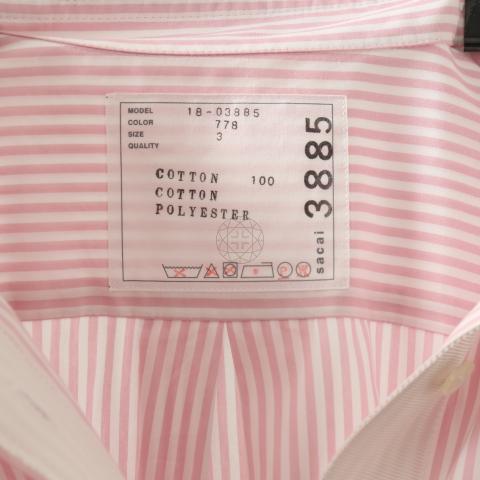 MODEL 18-03885
COLOR 778
SIZE 3
QUALITY
COTTON 100
COTTON
POLYESTER
3885
sacai